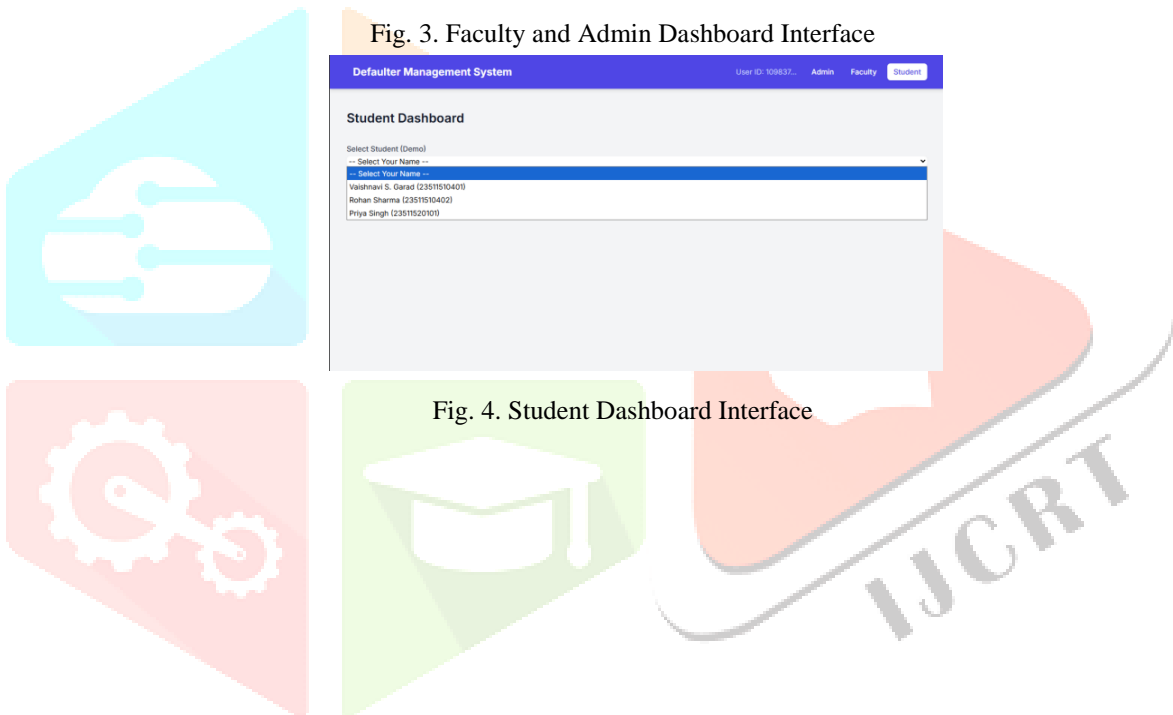 Fig. 3. Faculty and Admin Dashboard Interface
Defaulter Management System User ID: 109837... Admin Faculty Student
Student Dashboard
Select Student (Demo)
-- Select Your Name --
-- Select Your Name --
Vaishnavi S. Garad (23511510401)
Rohan Sharma (23511510402)
Priya Singh (23511520101)
Fig. 4. Student Dashboard Interface
IJCRT